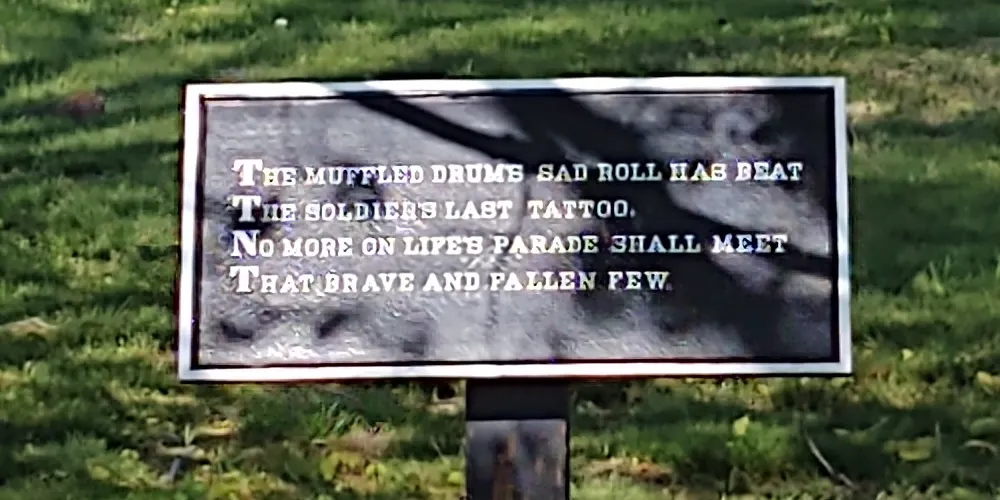 THE MUFFLED DRUM'S SAD ROLL HAS BEAT
THE SOLDIER'S LAST TATTOO.
NO MORE ON LIFE'S PARADE SHALL MEET
THAT BRAVE AND FALLEN FEW.